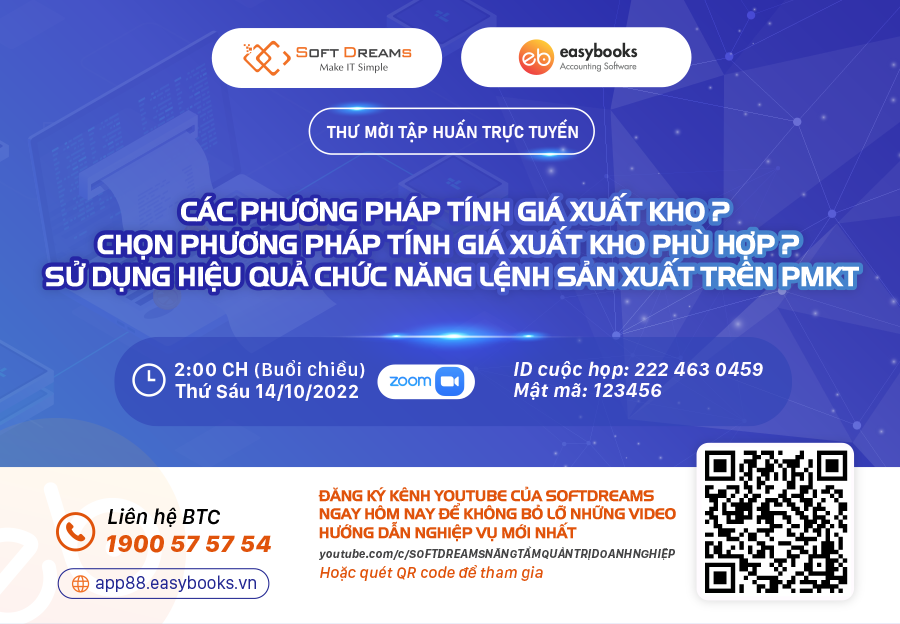 SOFT DREAMS
Make IT Simple
eb easybooks
Accounting Software
THƯ MỜI TẬP HUẤN TRỰC TUYẾN
CÁC PHƯƠNG PHÁP TÍNH GIÁ XUẤT KHO ?
CHỌN PHƯƠNG PHÁP TÍNH GIÁ XUẤT KHO PHÙ HỢP ?
SỬ DỤNG HIỆU QUẢ CHỨC NĂNG LỆNH SẢN XUẤT TRÊN PMKT
2:00 CH (Buổi chiều)
Thứ Sáu 14/10/2022
zoom
ID cuộc họp: 222 463 0459
Mật mã: 123456
Liên hệ BTC
1900 57 57 54
app88.easybooks.vn
ĐĂNG KÝ KÊNH YOUTUBE CỦA SOFTDREAMS
NGAY HÔM NAY ĐỂ KHÔNG BỎ LỠ NHỮNG VIDEO
HƯỚNG DẪN NGHIỆP VỤ MỚI NHẤT
youtube.com/c/SOFTDREAMSNÂNGTẦMQUẢNTRỊDOANHNGHIỆP
Hoặc quét QR code để tham gia